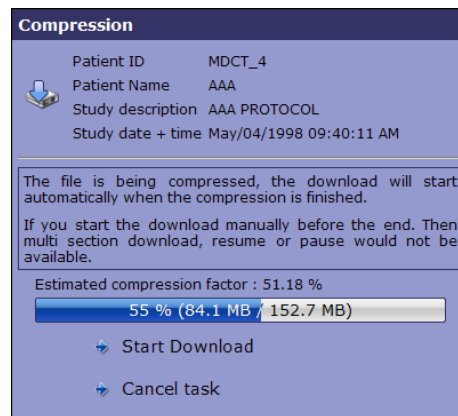 Compression
Patient ID MDCT_4
Patient Name AAA
Study description AAA PROTOCOL
Study date + time May/04/1998 09:40:11 AM
The file is being compressed, the download will start
automatically when the compression is finished.
If you start the download manually before the end. Then
multi section download, resume or pause would not be
available.
Estimated compression factor : 51.18 %
55 % (84.1 MB / 152.7 MB)
Start Download
Cancel task